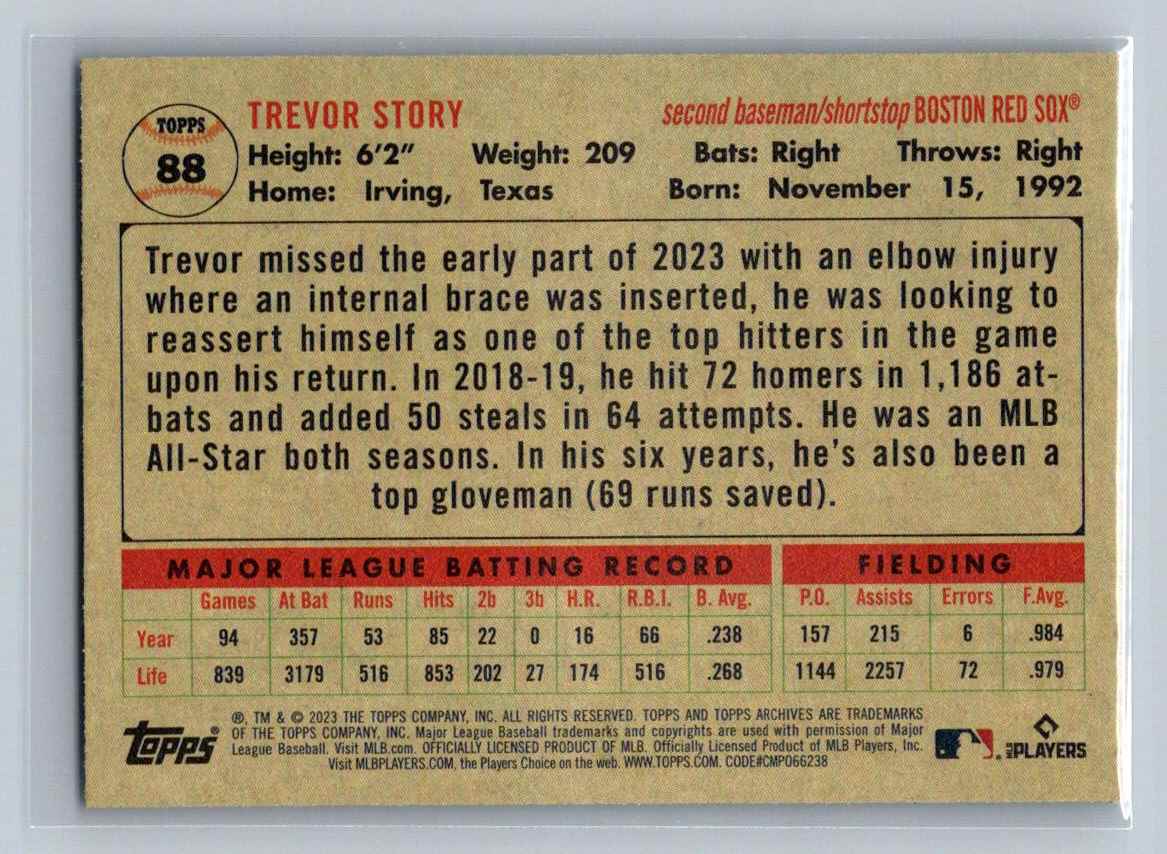 TOPPS
88
TREVOR STORY
second baseman/shortstop BOSTON RED SOX®
Height: 6'2" Weight: 209 Bats: Right Throws: Right
Home: Irving, Texas Born: November 15, 1992
Trevor missed the early part of 2023 with an elbow injury
where an internal brace was inserted, he was looking to
reassert himself as one of the top hitters in the game
upon his return. In 2018-19, he hit 72 homers in 1,186 at-
bats and added 50 steals in 64 attempts. He was an MLB
All-Star both seasons. In his six years, he's also been a
top gloveman (69 runs saved).
MAJOR LEAGUE BATTING RECORD FIELDING
Games At Bat Runs Hits 2b 3b H.R. R.B.I. B. Avg. P.O. Assists Errors F.Avg.
Year 94 357 53 85 22 0 16 66 .238 157 215 6 .984
Life 839 3179 516 853 202 27 174 516 .268 1144 2257 72 .979
®, TM & © 2023 THE TOPPS COMPANY, INC. ALL RIGHTS RESERVED. TOPPS AND TOPPS ARCHIVES ARE TRADEMARKS
OF THE TOPPS COMPANY, INC. Major League Baseball trademarks and copyrights are used with permission of Major
League Baseball. Visit MLB.com. OFFICIALLY LICENSED PRODUCT OF MLB. Officially Licensed Product of MLB Players, Inc.
Visit MLBPLAYERS.COM, the Players Choice on the web. WWW.TOPPS.COM. CODE#CMP066238
topps®
MLB PLAYERS